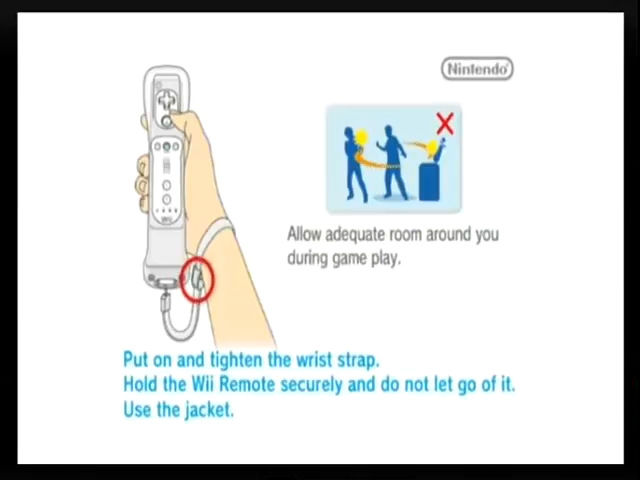 Nintendo
Allow adequate room around you
during game play.
Put on and tighten the wrist strap.
Hold the Wii Remote securely and do not let go of it.
Use the jacket.